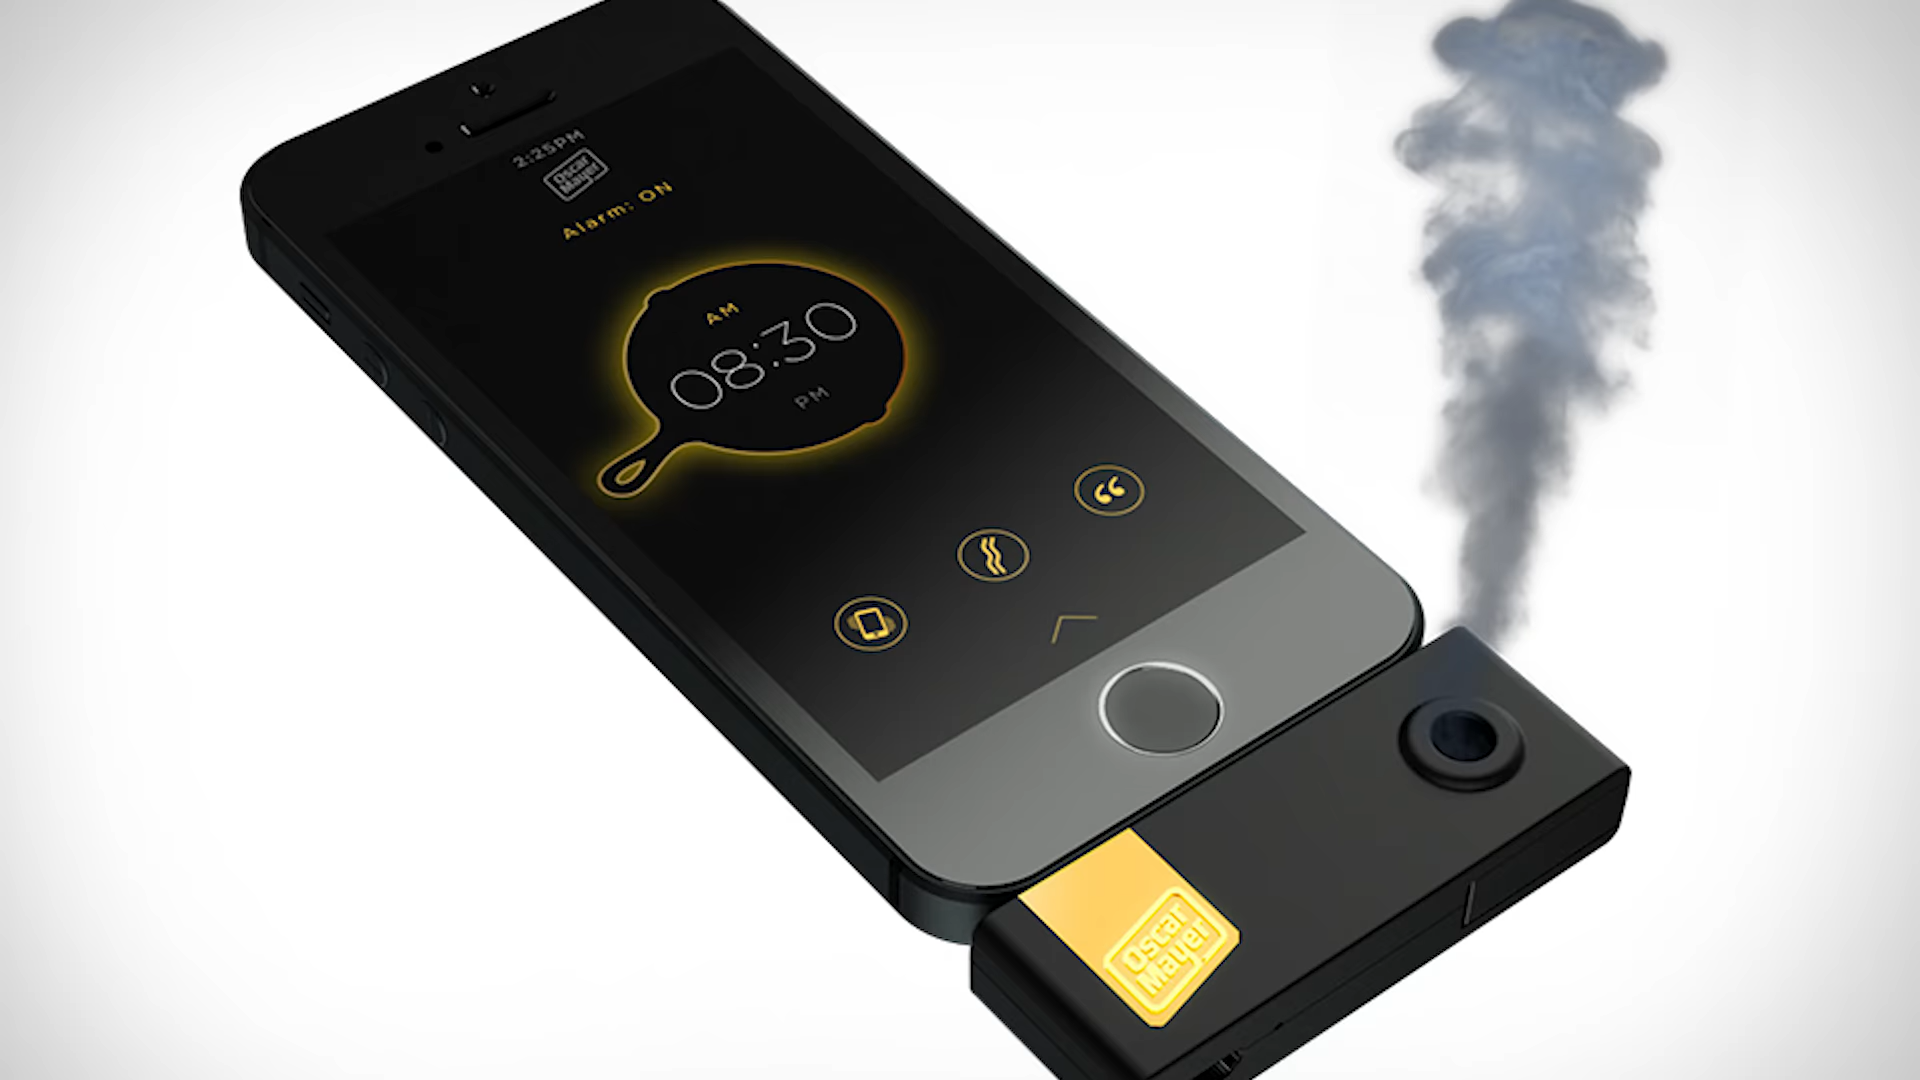 2:25PM
Oscar
Mayer
Alarm: ON
AM
08:30
PM
“
Oscar
Mayer